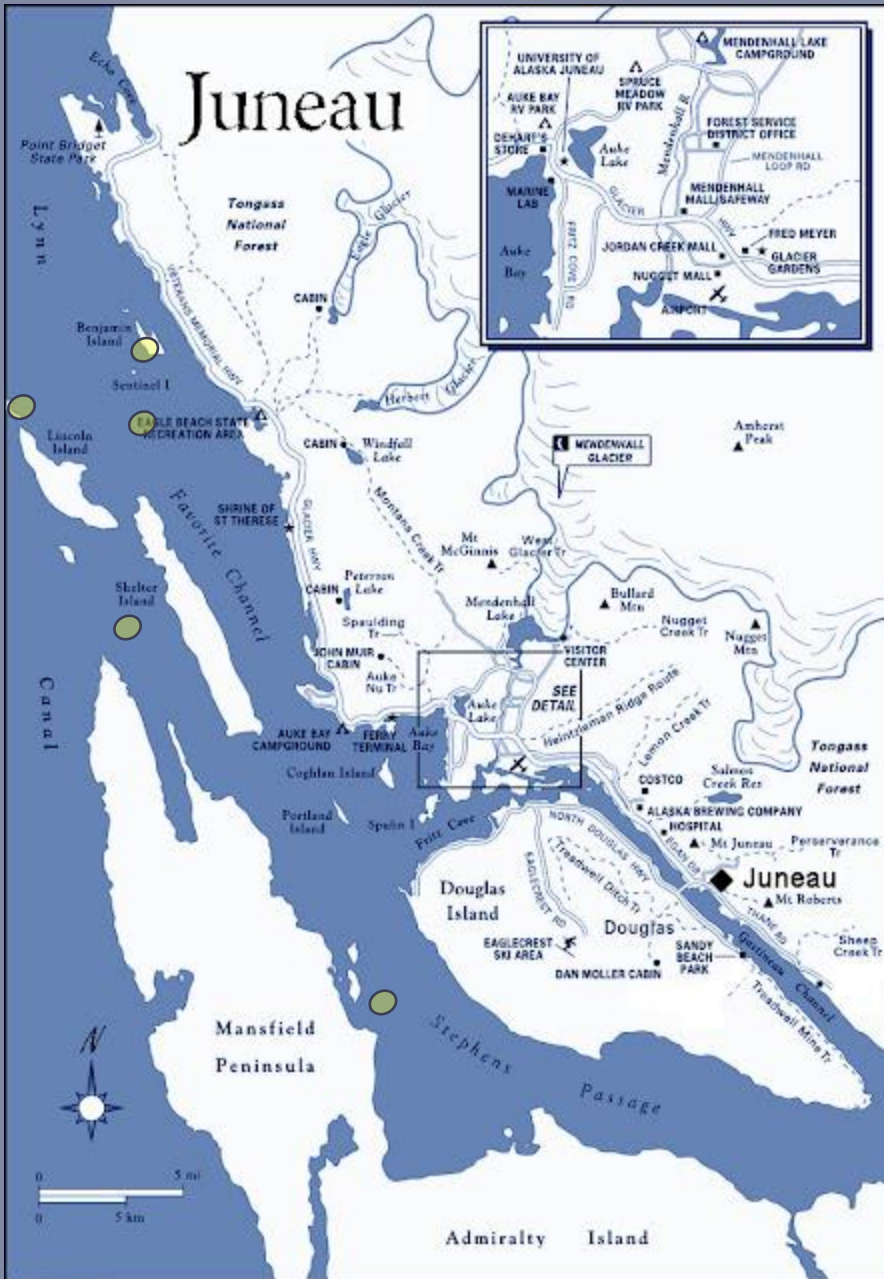 Juneau
Echo Cove
Point Bridget
State Park
Lynn
Canal
Tongass
National
Forest
Eagle Glacier
VETERANS MEMORIAL HWY
CABIN
Benjamin
Island
Sentinel I
Herbert Glacier
EAGLE BEACH STATE
RECREATION AREA
Lincoln
Island
CABIN
Windfall
Lake
MENDENHALL
GLACIER
Amherst
Peak
Favorite Channel
SHRINE OF
ST THERESE
GLACIER HWY
Montana Creek Tr
Mt
McGinnis
West
Glacier Tr
Shelter
Island
CABIN
Peterson
Lake
Mendenhall
Lake
Bullard
Mtn
Spaulding
Tr
Nugget
Creek Tr
Nugget
Mtn
JOHN MUIR
CABIN
Auke
Nu Tr
VISITOR
CENTER
SEE
DETAIL
Auke
Lake
Heintzleman Ridge Route
Lemon Creek Tr
AUKE BAY
CAMPGROUND
FERRY
TERMINAL
Auke
Bay
Tongass
National
Forest
Coghlan Island
COSTCO
Salmon
Creek Res
Portland
Island
Spuhn I
Fritz Cove
ALASKA BREWING COMPANY
HOSPITAL
NORTH DOUGLAS HWY
EGAN DR
Mt Juneau
Perserverance
Tr
Treadwell Ditch Tr
EAGLECREST RD
Juneau
Mt Roberts
Douglas
Island
Douglas
THANE RD
EAGLECREST
SKI AREA
SANDY
BEACH
PARK
Gastineau Channel
Sheep
Creek Tr
DAN MOLLER CABIN
Treadwell Mine Tr
Mansfield
Peninsula
Stephens Passage
N
0 5 mi
0 5 km
Admiralty Island
MENDENHALL LAKE
CAMPGROUND
UNIVERSITY OF
ALASKA JUNEAU
SPRUCE
MEADOW
RV PARK
AUKE BAY
RV PARK
DEHART'S
STORE
Auke
Lake
Mendenhall R
FOREST SERVICE
DISTRICT OFFICE
MENDENHALL
LOOP RD
MARINE
LAB
GLACIER HWY
MENDENHALL
MALL/SAFEWAY
FRITZ COVE RD
Auke
Bay
JORDAN CREEK MALL
FRED MEYER
GLACIER
GARDENS
NUGGET MALL
AIRPORT